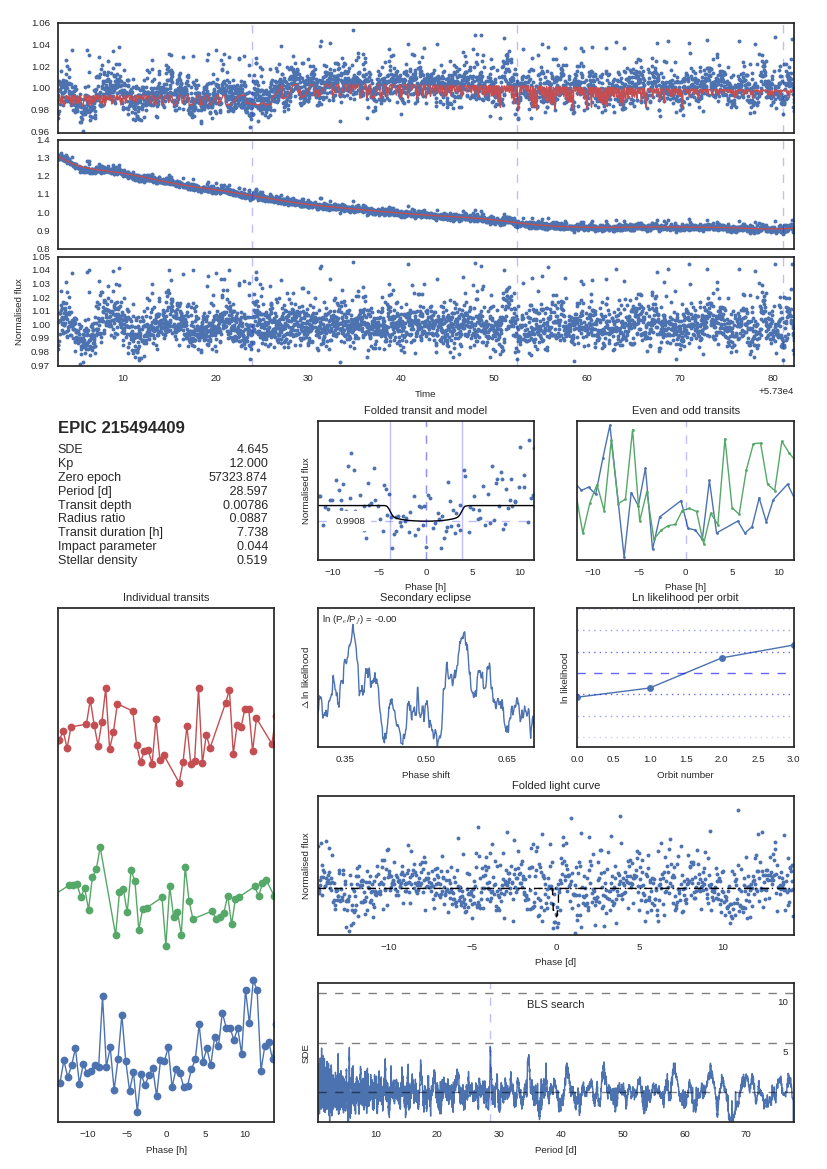 1.06
1.04
1.02
1.00
0.98
0.96
1.4
1.3
1.2
1.1
1.0
0.9
0.8
1.05
1.04
1.03
1.02
1.01
1.00
0.99
0.98
0.97
Normalised flux
10 20 30 40 50 60 70 80
Time
+5.73e4
EPIC 215494409
SDE 4.645
Kp 12.000
Zero epoch 57323.874
Period [d] 28.597
Transit depth 0.00786
Radius ratio 0.0887
Transit duration [h] 7.738
Impact parameter 0.044
Stellar density 0.519
Folded transit and model
Normalised flux
0.9908
−10 −5 0 5 10
Phase [h]
Even and odd transits
−10 −5 0 5 10
Phase [h]
Individual transits
−10 −5 0 5 10
Phase [h]
Secondary eclipse
ln (Pₑ/P𝑓) = -0.00
Δ ln likelihood
0.35 0.50 0.65
Phase shift
Ln likelihood per orbit
ln likelihood
0.0 0.5 1.0 1.5 2.0 2.5 3.0
Orbit number
Folded light curve
Normalised flux
−10 −5 0 5 10
Phase [d]
BLS search
10
5
SDE
10 20 30 40 50 60 70
Period [d]